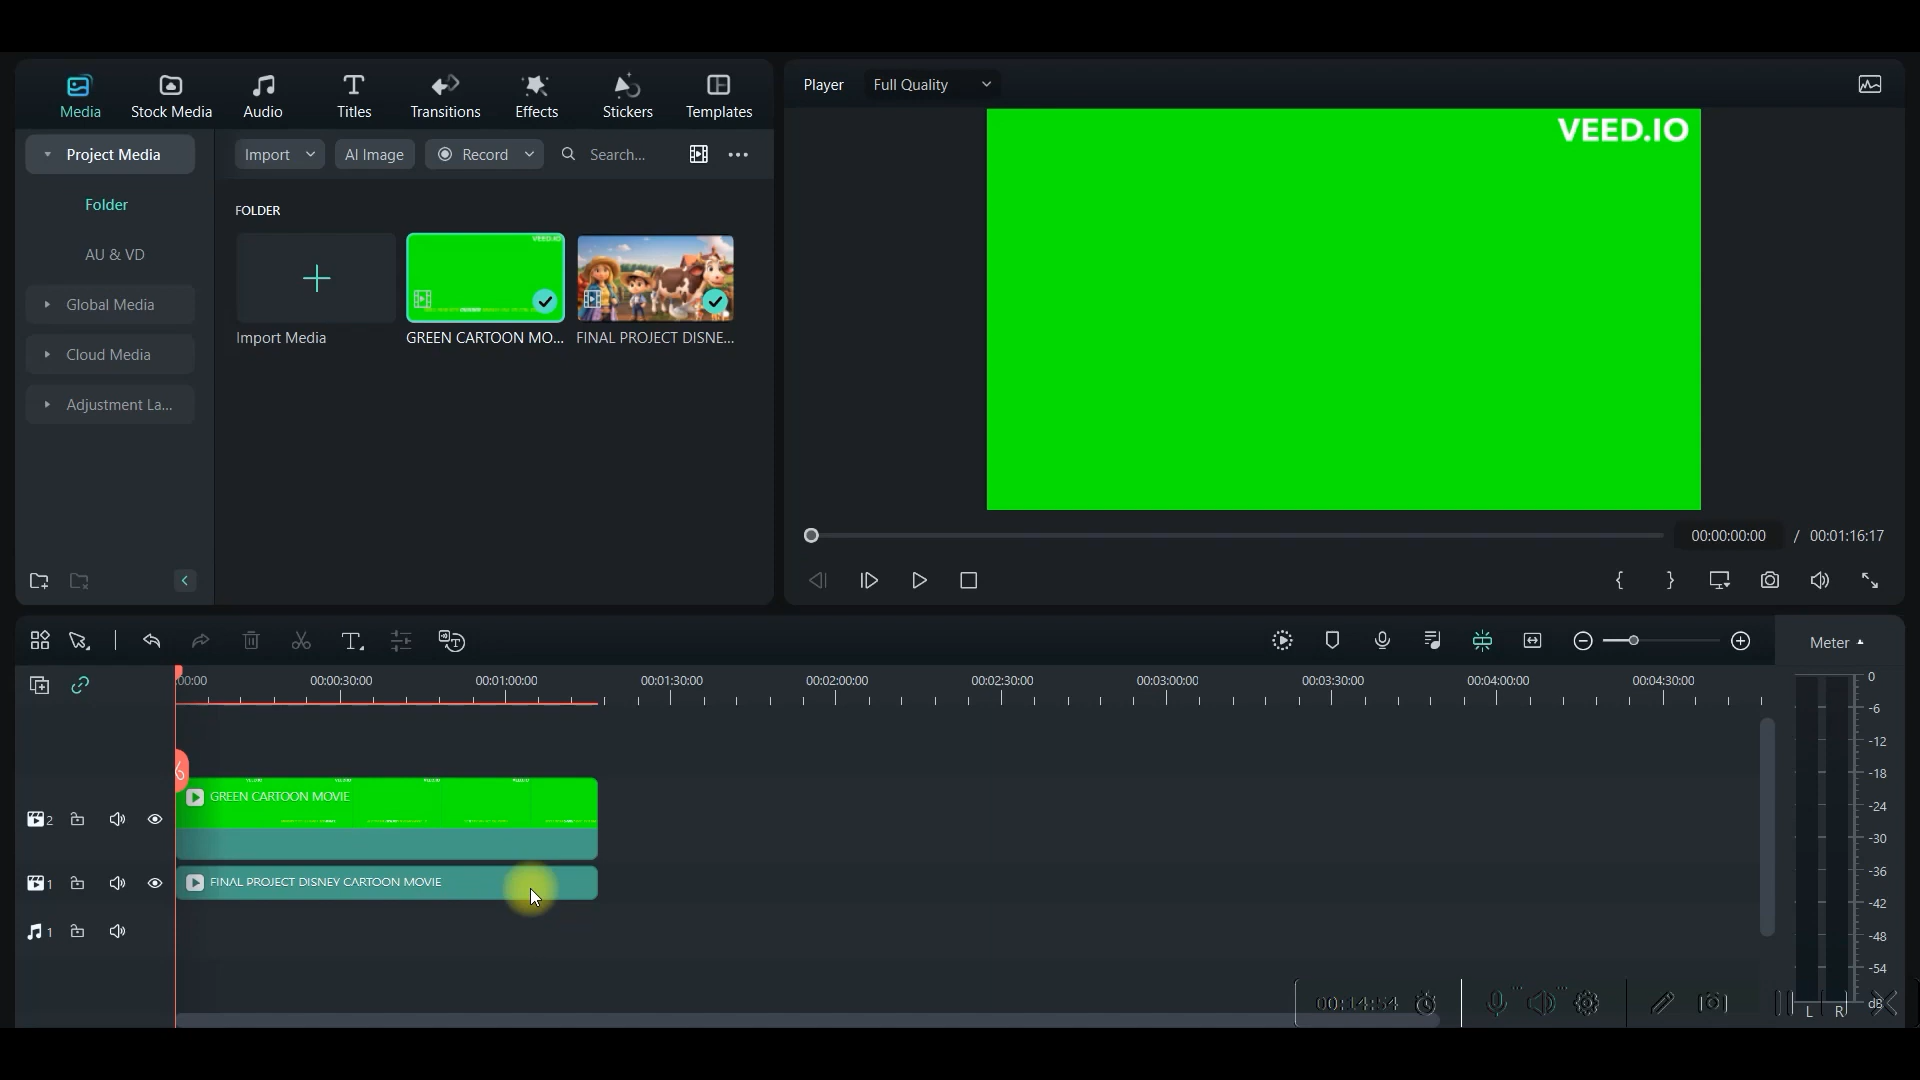 Media
Stock Media
Audio
Titles
Transitions
Effects
Stickers
Templates
Player
Full Quality
VEED.IO
Project Media
Import
AI Image
Record
Search...
Folder
FOLDER
AU & VD
VEED.IO
Global Media
Import Media
GREEN CARTOON MO...
FINAL PROJECT DISNE...
Cloud Media
Adjustment La...
00:00:00:00 / 00:01:16:17
Meter
:00:00
00:00:30:00
00:01:00:00
00:01:30:00
00:02:00:00
00:02:30:00
00:03:00:00
00:03:30:00
00:04:00:00
00:04:30:00
0
-6
-12
-18
-24
-30
-36
-42
-48
-54
dB
L R
GREEN CARTOON MOVIE
2
FINAL PROJECT DISNEY CARTOON MOVIE
1
1
00:14:54